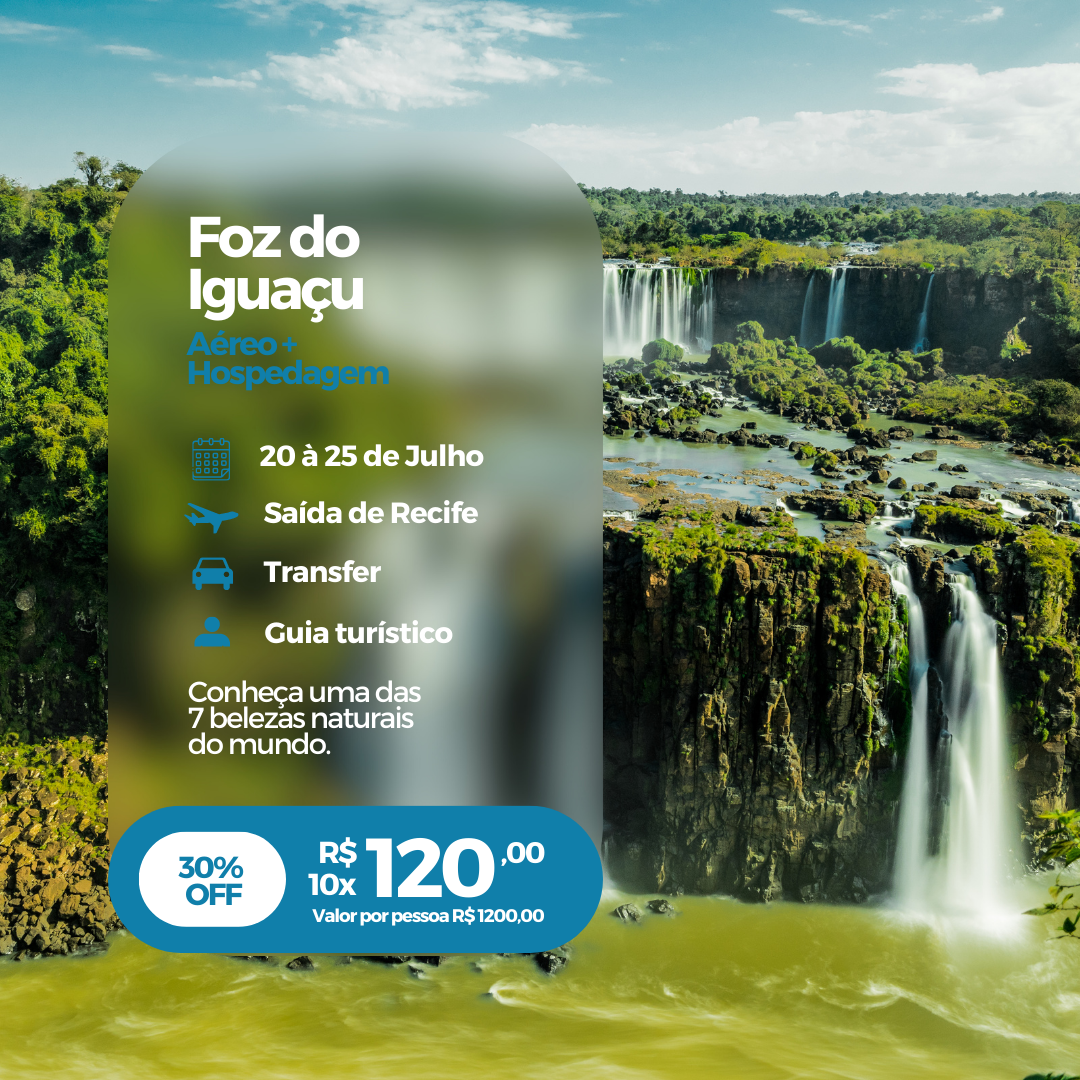 Foz do
Iguaçu
Aéreo +
Hospedagem
20 à 25 de Julho
Saída de Recife
Transfer
Guia turístico
Conheça uma das
7 belezas naturais
do mundo.
30%
OFF
R$
10x
120,00
Valor por pessoa R$ 1200,00